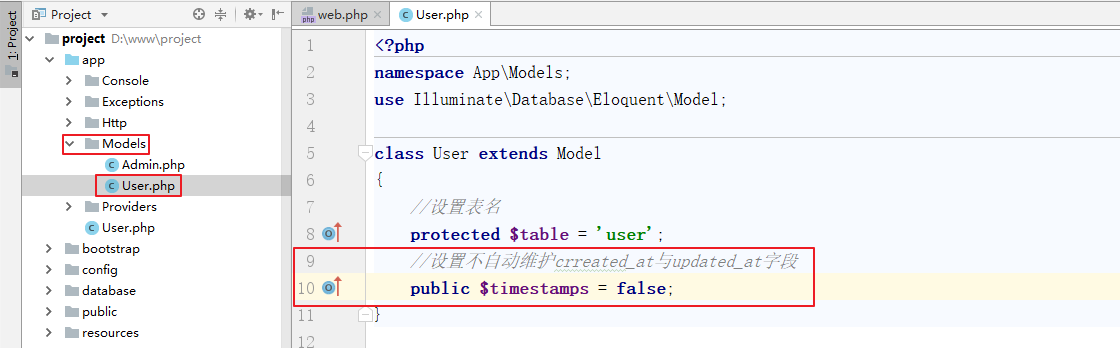 1: Project
Project
project D:\www\project
app
Console
Exceptions
Http
Models
Admin.php
User.php
Providers
User.php
bootstrap
config
database
public
resources
web.php
User.php
1 <?php
2 namespace App\Models;
3 use Illuminate\Database\Eloquent\Model;
4
5 class User extends Model
6 {
7 //设置表名
8 protected $table = 'user';
9 //设置不自动维护crreated_at与updated_at字段
10 public $timestamps = false;
11 }
12